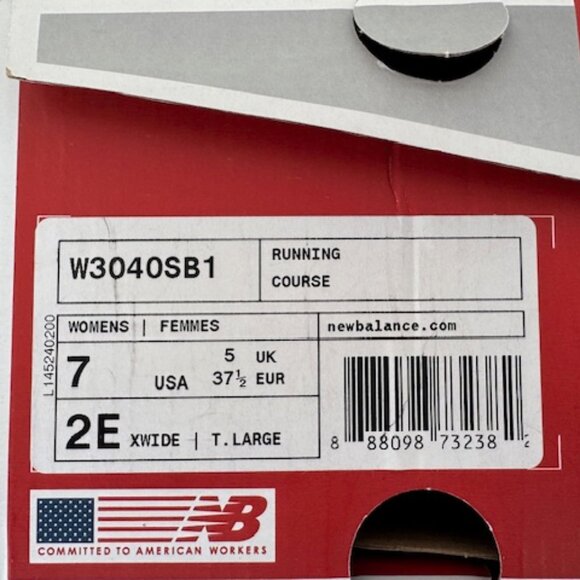 W3040SB1
RUNNING
COURSE
WOMENS | FEMMES
newbalance.com
7 USA
5 UK
37½ EUR
2E XWIDE | T.LARGE
8 88098 73238 2
L145240200
NB
COMMITTED TO AMERICAN WORKERS